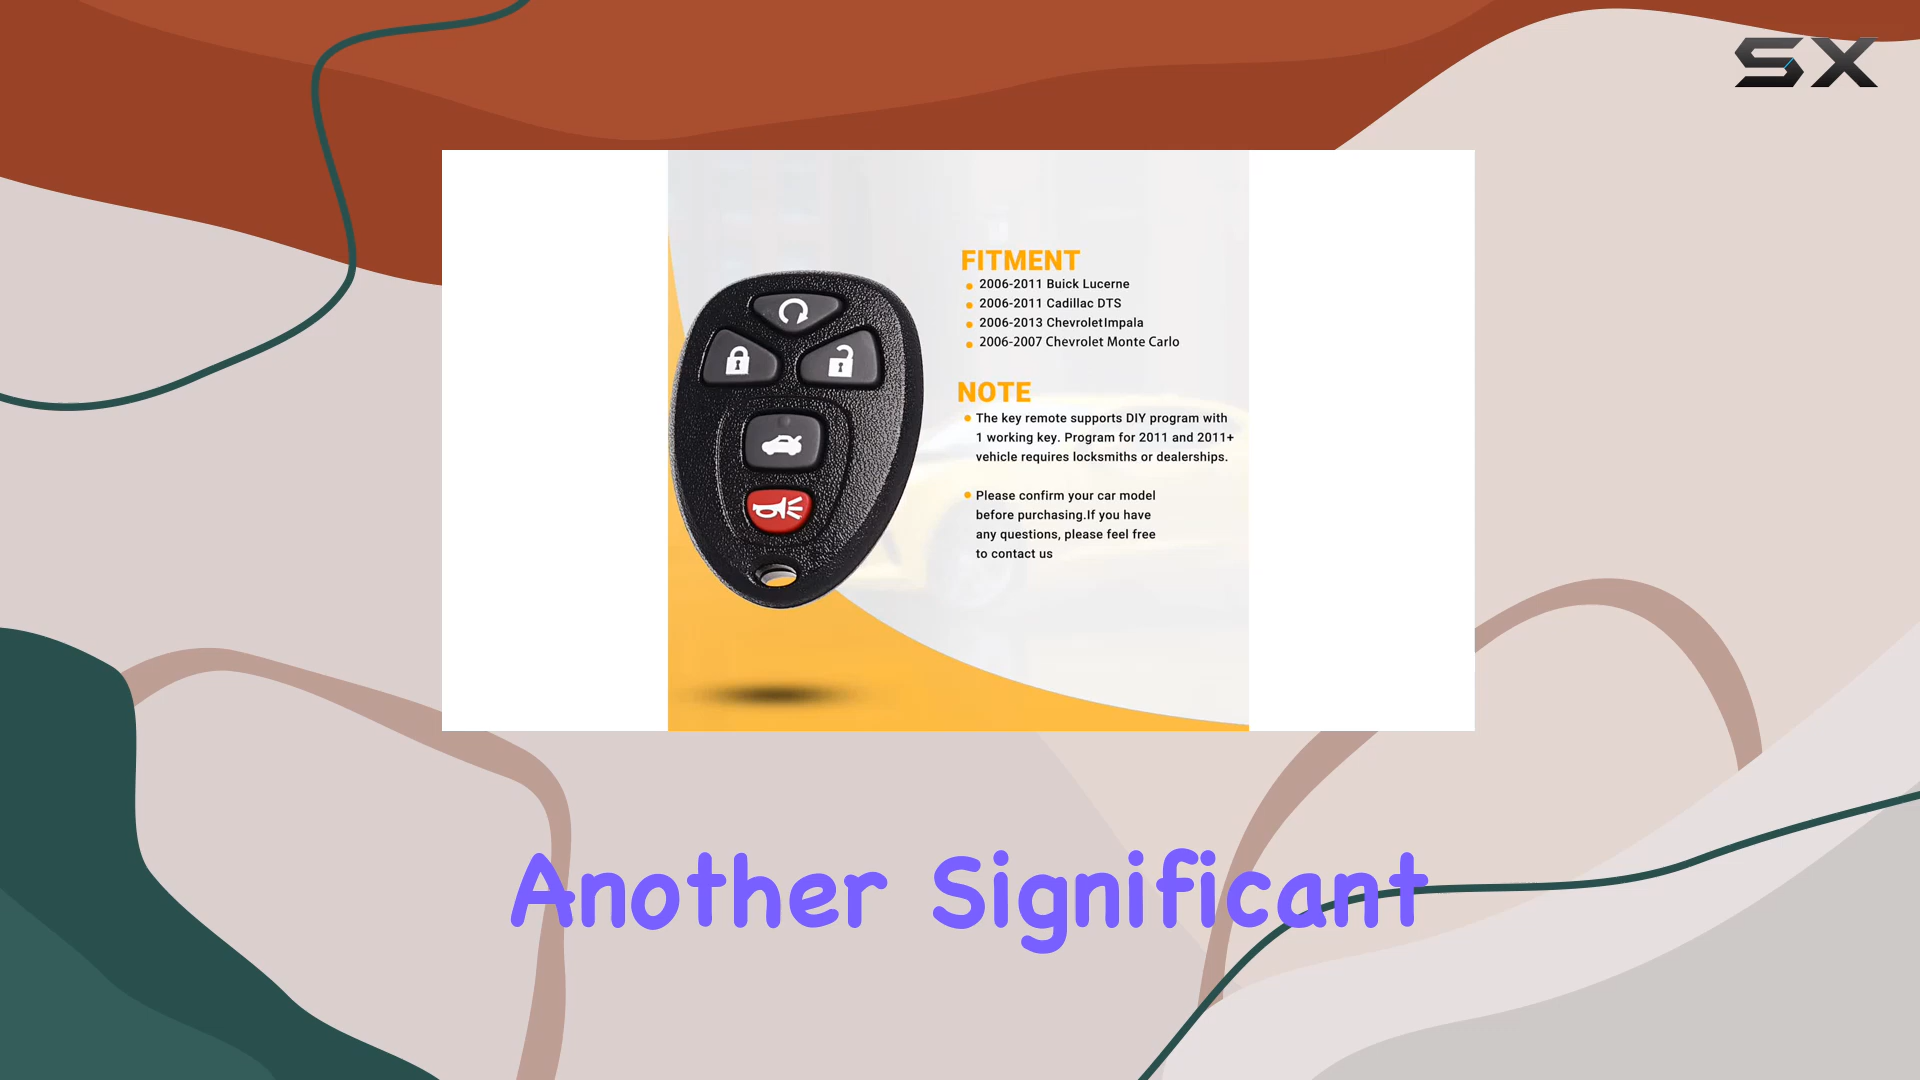 SX
FITMENT
2006-2011 Buick Lucerne
2006-2011 Cadillac DTS
2006-2013 ChevroletImpala
2006-2007 Chevrolet Monte Carlo
NOTE
The key remote supports DIY program with
1 working key. Program for 2011 and 2011+
vehicle requires locksmiths or dealerships.
Please confirm your car model
before purchasing.If you have
any questions, please feel free
to contact us
Another Significant